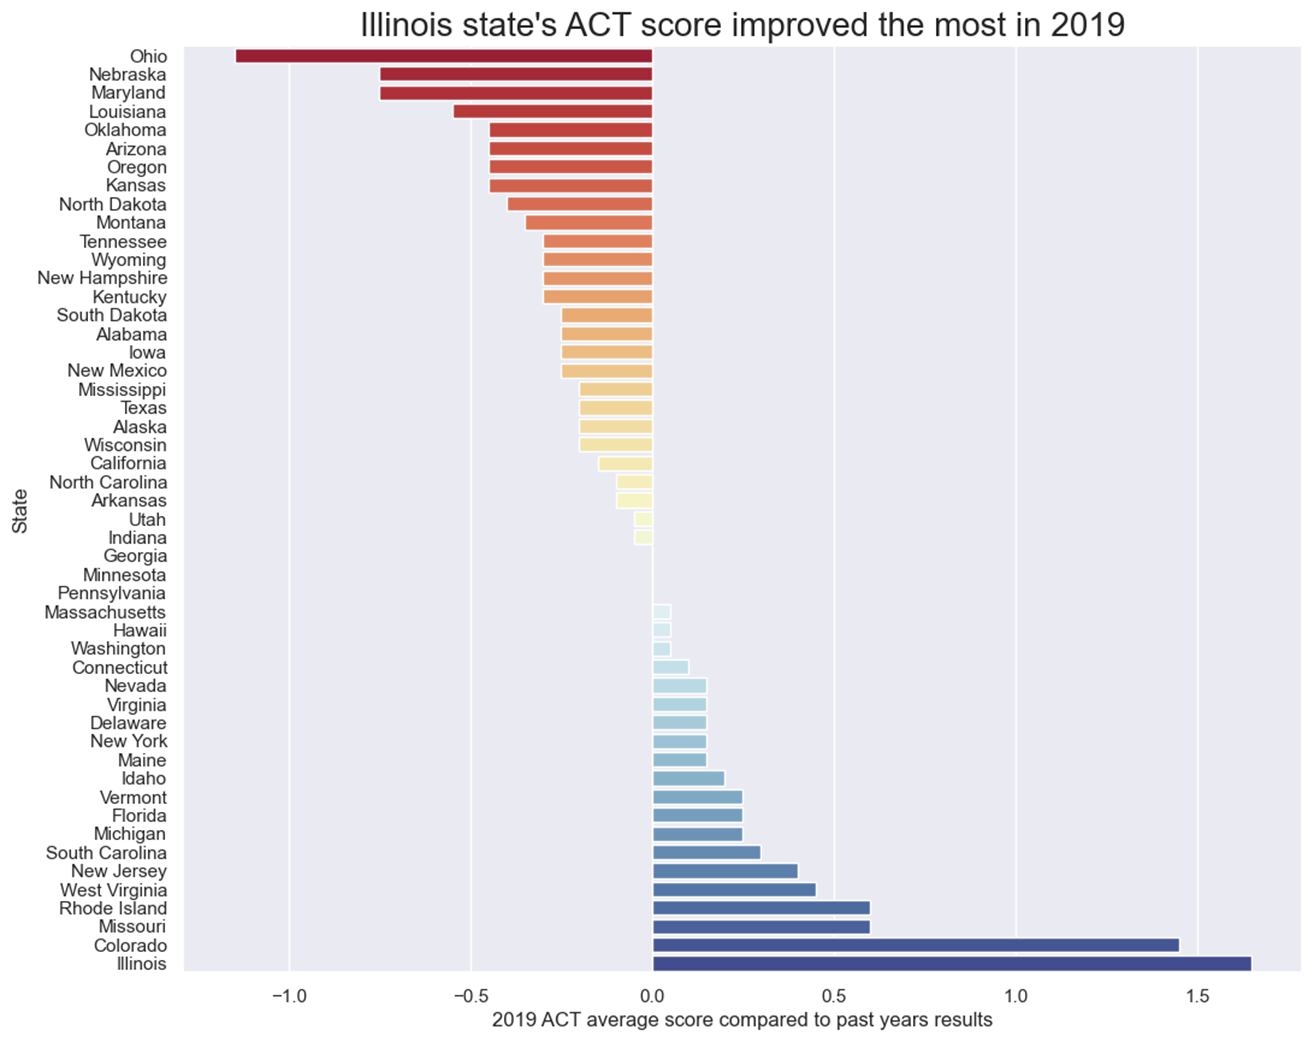 Illinois state's ACT score improved the most in 2019
Ohio
Nebraska
Maryland
Louisiana
Oklahoma
Arizona
Oregon
Kansas
North Dakota
Montana
Tennessee
Wyoming
New Hampshire
Kentucky
South Dakota
Alabama
Iowa
New Mexico
Mississippi
Texas
Alaska
Wisconsin
California
North Carolina
Arkansas
Utah
Indiana
Georgia
Minnesota
Pennsylvania
Massachusetts
Hawaii
Washington
Connecticut
Nevada
Virginia
Delaware
New York
Maine
Idaho
Vermont
Florida
Michigan
South Carolina
New Jersey
West Virginia
Rhode Island
Missouri
Colorado
Illinois
State
−1.0 −0.5 0.0 0.5 1.0 1.5
2019 ACT average score compared to past years results